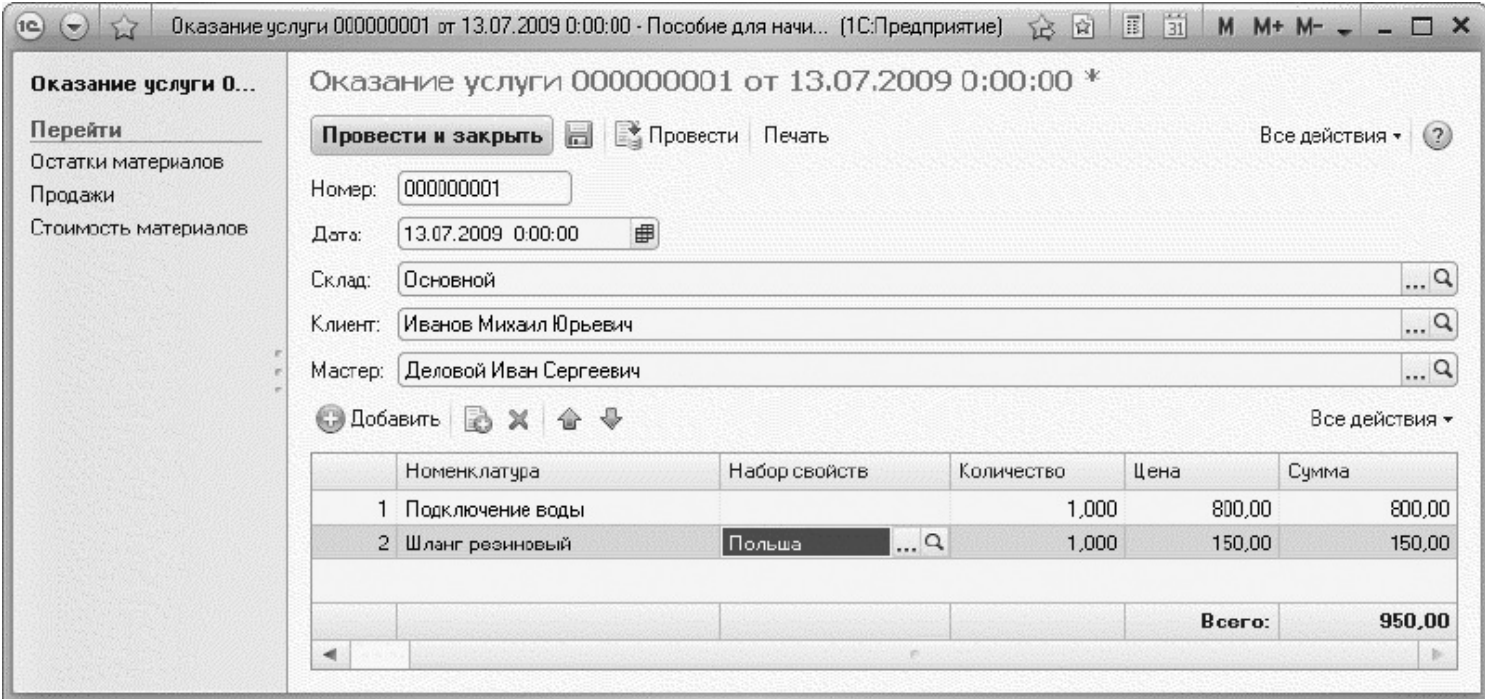 1С Оказание услуги 000000001 от 13.07.2009 0:00:00 - Пособие для начи... (1С:Предприятие) 31 M M+ M-
Оказание услуги 0...
Перейти
Остатки материалов
Продажи
Стоимость материалов
Оказание услуги 000000001 от 13.07.2009 0:00:00 *
Провести и закрыть Провести Печать Все действия ?
Номер: 000000001
Дата: 13.07.2009 0:00:00
Склад: Основной ...
Клиент: Иванов Михаил Юрьевич ...
Мастер: Деловой Иван Сергеевич ...
Добавить Все действия
Номенклатура Набор свойств Количество Цена Сумма
1 Подключение воды 1,000 800,00 800,00
2 Шланг резиновый Польша ... 1,000 150,00 150,00
Всего: 950,00